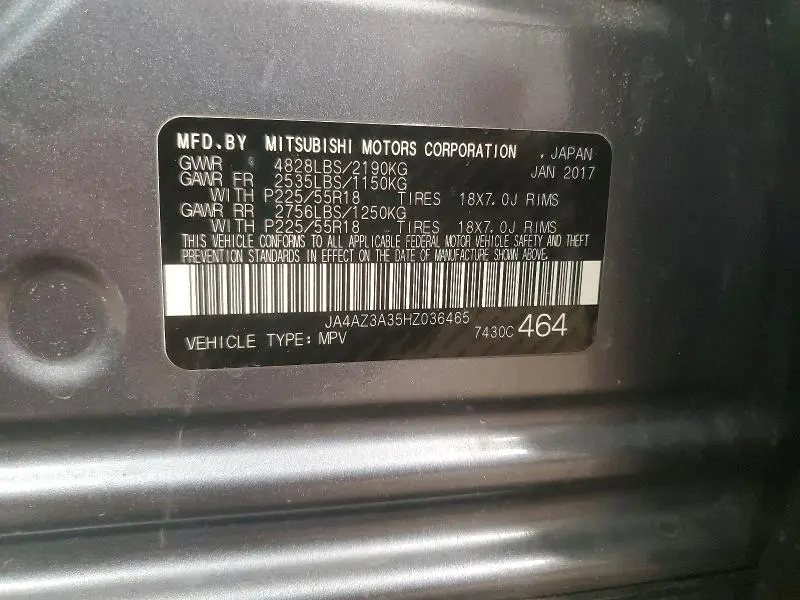 MFD.BY MITSUBISHI MOTORS CORPORATION , JAPAN
GVWR 4828LBS/2190KG JAN 2017
GAWR FR 2535LBS/1150KG
WITH P225/55R18 TIRES 18X7.0J RIMS
GAWR RR 2756LBS/1250KG
WITH P225/55R18 TIRES 18X7.0J RIMS
THIS VEHICLE CONFORMS TO ALL APPLICABLE FEDERAL MOTOR VEHICLE SAFETY AND THEFT
PREVENTION STANDARDS IN EFFECT ON THE DATE OF MANUFACTURE SHOWN ABOVE.
JA4AZ3A35HZ036465
VEHICLE TYPE: MPV 7430C 464